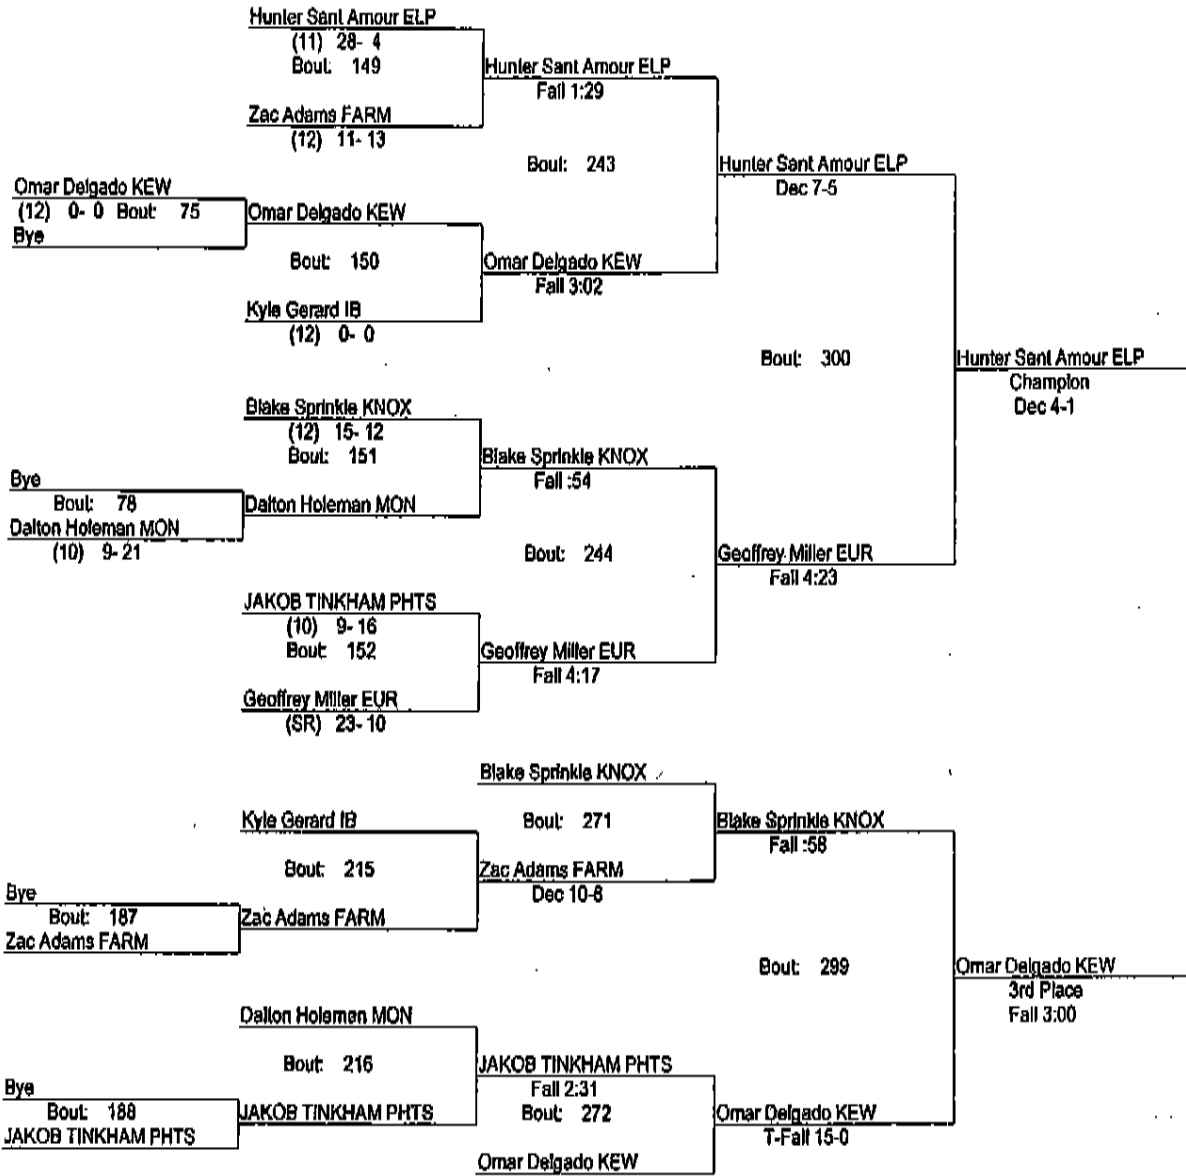 Hunter Sant Amour ELP
(11) 28- 4
Bout: 149
Hunter Sant Amour ELP
Fall 1:29
Zac Adams FARM
(12) 11- 13
Bout: 243
Hunter Sant Amour ELP
Dec 7-5
Omar Delgado KEW
(12) 0- 0 Bout: 75
Bye
Omar Delgado KEW
Bout: 150
Omar Delgado KEW
Fall 3:02
Kyle Gerard IB
(12) 0- 0
Bout: 300
Hunter Sant Amour ELP
Champion
Dec 4-1
Blake Sprinkle KNOX
(12) 15- 12
Bout: 151
Blake Sprinkle KNOX
Fall :54
Bye
Bout: 78
Dalton Holeman MON
(10) 9- 21
Dalton Holeman MON
Bout: 244
Geoffrey Miller EUR
Fall 4:23
JAKOB TINKHAM PHTS
(10) 9- 16
Bout: 152
Geoffrey Miller EUR
Fall 4:17
Geoffrey Miller EUR
(SR) 23- 10
Blake Sprinkle KNOX
Kyle Gerard IB
Bout: 271
Blake Sprinkle KNOX
Fall :58
Bout: 215
Zac Adams FARM
Dec 10-8
Bye
Bout: 187
Zac Adams FARM
Zac Adams FARM
Bout: 299
Omar Delgado KEW
3rd Place
Fall 3:00
Dalton Holeman MON
Bout: 216
JAKOB TINKHAM PHTS
Fall 2:31
Bye
Bout: 188
JAKOB TINKHAM PHTS
JAKOB TINKHAM PHTS
Bout: 272
Omar Delgado KEW
T-Fall 15-0
Omar Delgado KEW